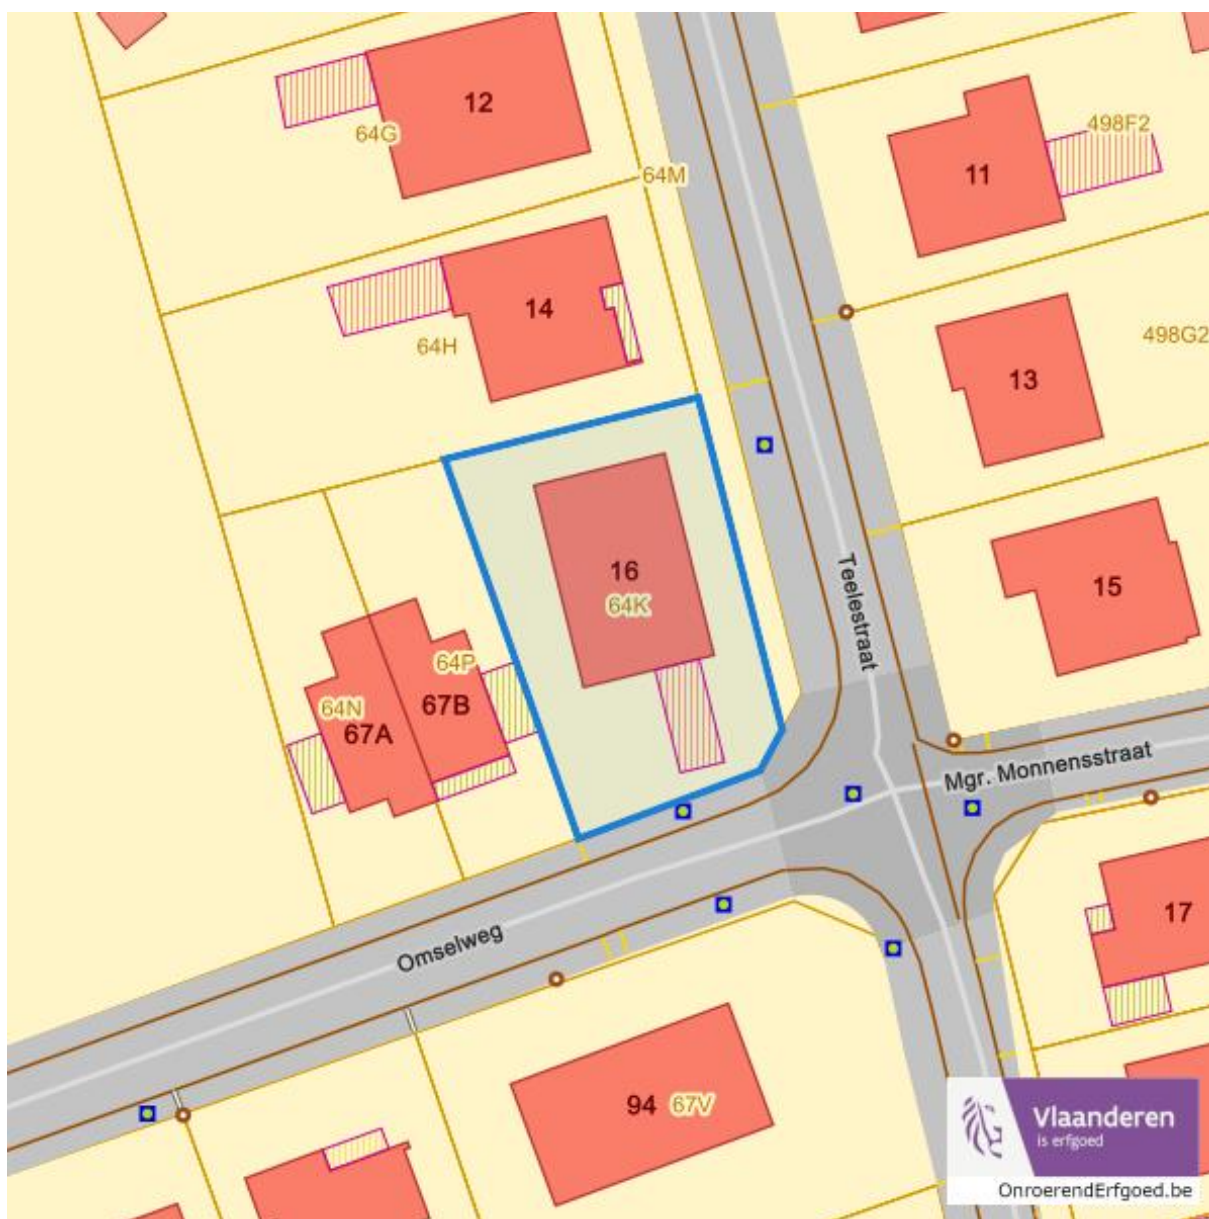 12
64G
498F2
64M
11
14
64H
498G2
13
16
64K
Teelestraat
15
64P
64N
67B
67A
Mgr. Monnensstraat
17
Omselweg
94 67V
Vlaanderen
is erfgoed
OnroerendErfgoed.be